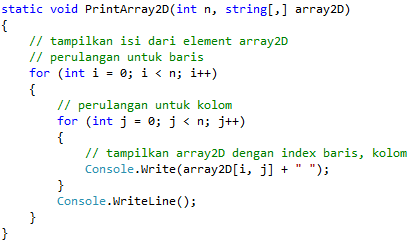 static void PrintArray2D(int n, string[,] array2D)
{
    // tampilkan isi dari element array2D
    // perulangan untuk baris
    for (int i = 0; i < n; i++)
    {
        // perulangan untuk kolom
        for (int j = 0; j < n; j++)
        {
            // tampilkan array2D dengan index baris, kolom
            Console.Write(array2D[i, j] + " ");
        }
        Console.WriteLine();
    }
}